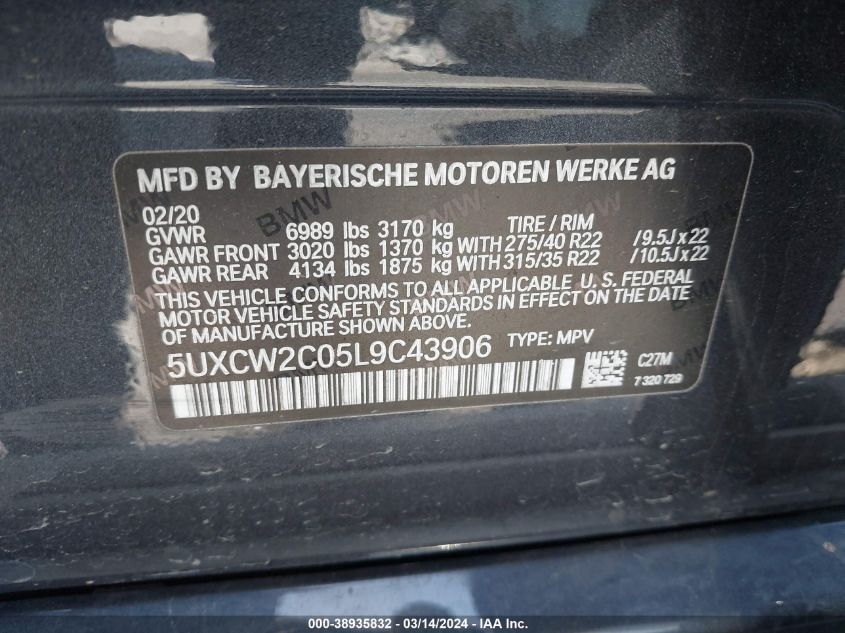 MFD BY BAYERISCHE MOTOREN WERKE AG
02/20 TIRE / RIM
GVWR 6989 lbs 3170 kg
GAWR FRONT 3020 lbs 1370 kg WITH 275/40 R22 /9.5J x 22
GAWR REAR 4134 lbs 1875 kg WITH 315/35 R22 /10.5J x 22
THIS VEHICLE CONFORMS TO ALL APPLICABLE U.S. FEDERAL
MOTOR VEHICLE SAFETY STANDARDS IN EFFECT ON THE DATE
OF MANUFACTURE SHOWN ABOVE.
5UXCW2C05L9C43906 TYPE: MPV
C27M
7 320 729
000-38935832 - 03/14/2024 - IAA Inc.